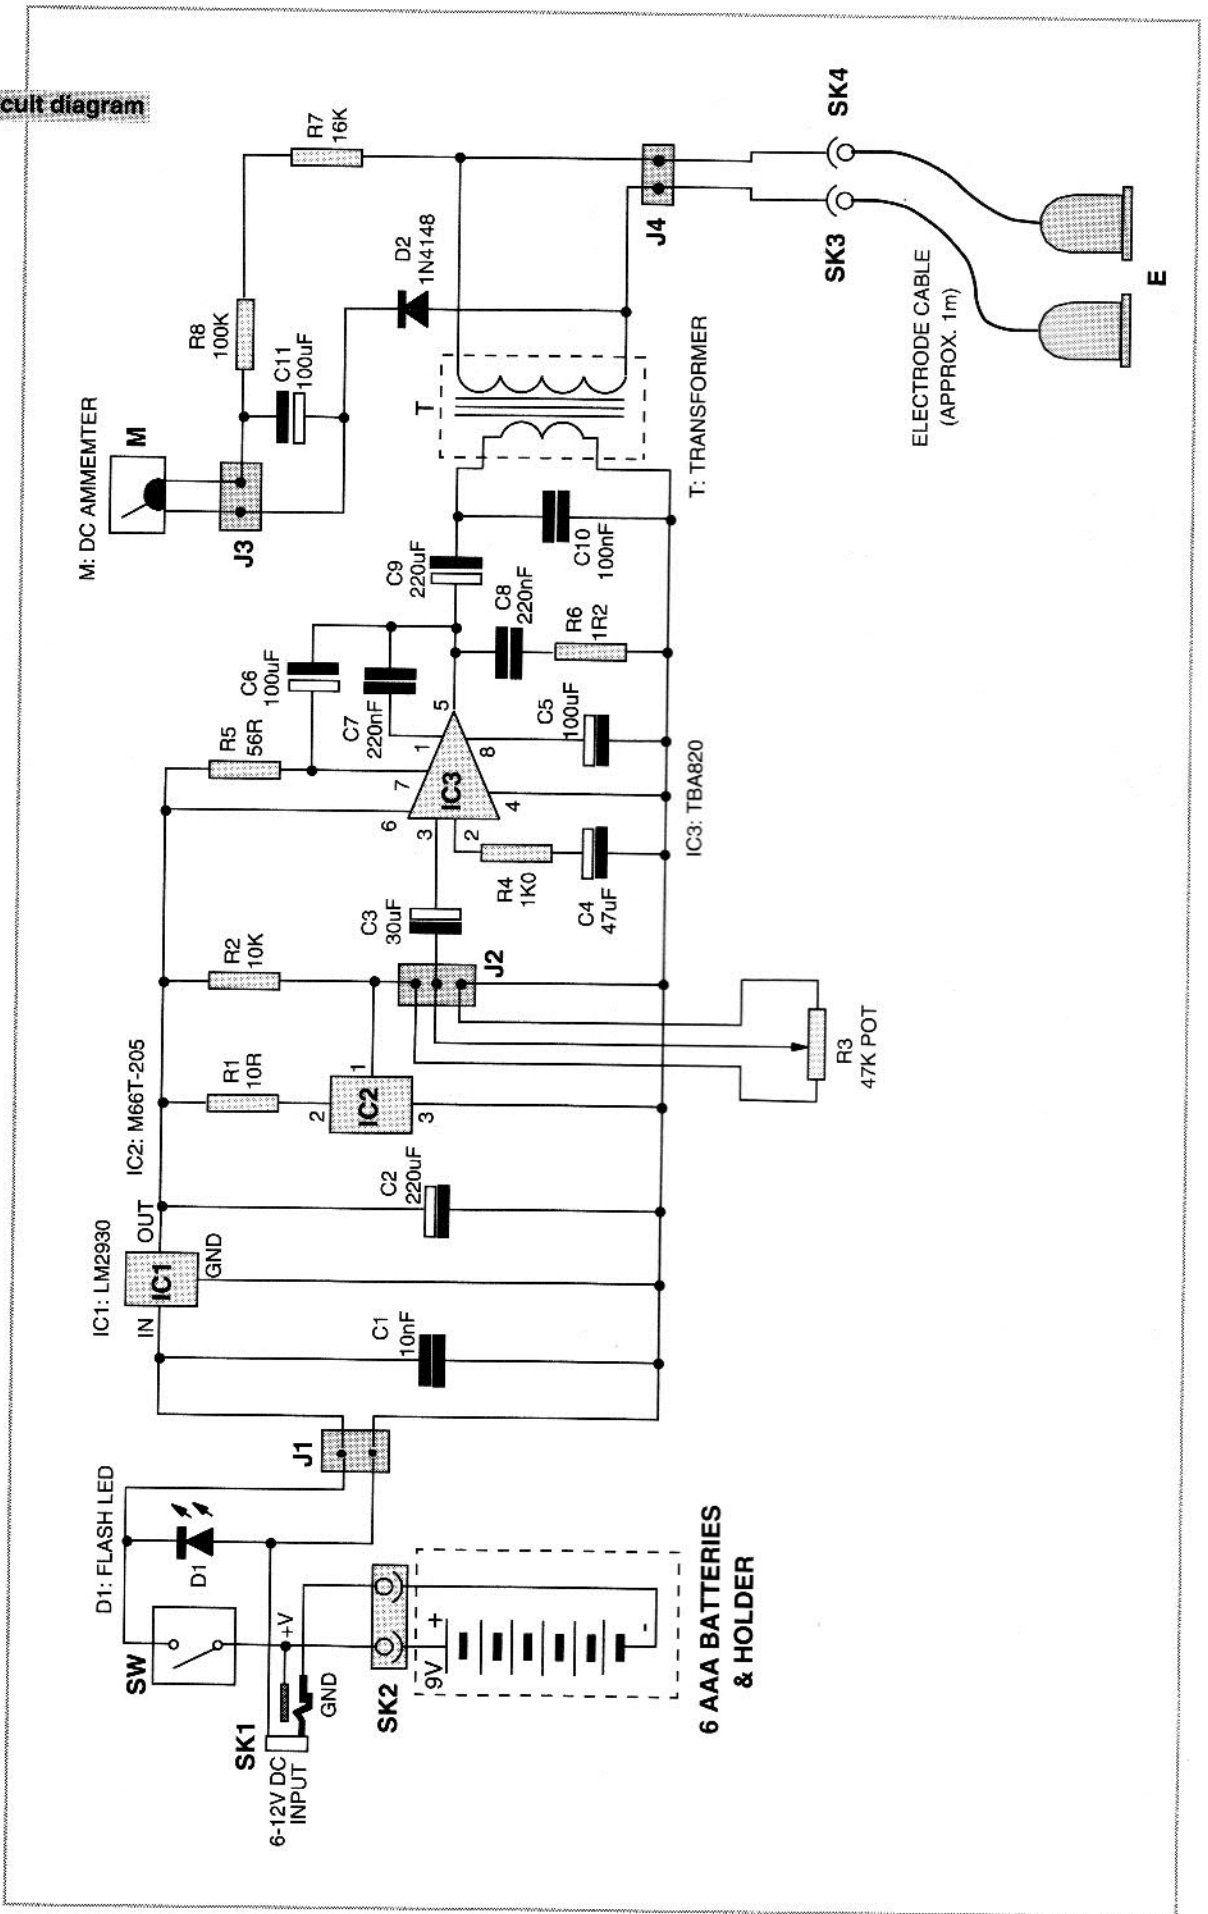 cuit diagram
M: DC AMMEMTER
M
J3
R8
100K
C11
100uF
R7
16K
D2
1N4148
T
T: TRANSFORMER
J4
SK4
SK3
ELECTRODE CABLE
(APPROX. 1m)
E
IC1: LM2930
IC2: M66T-205
IN
IC1
OUT
GND
C1
10nF
C2
220uF
R1
10R
2
IC2
1
3
R2
10K
J2
C3
30uF
R3
47K POT
R5
56R
C6
100uF
C7
220nF
6
7
1
5
3
IC3
8
2
4
R4
1K0
C4
47uF
C5
100uF
C8
220nF
R6
1R2
C9
220uF
C10
100nF
IC3: TBA820
D1: FLASH LED
D1
J1
SW
+V
SK1
GND
6-12V DC
INPUT
SK2
9V
+
-
6 AAA BATTERIES
& HOLDER